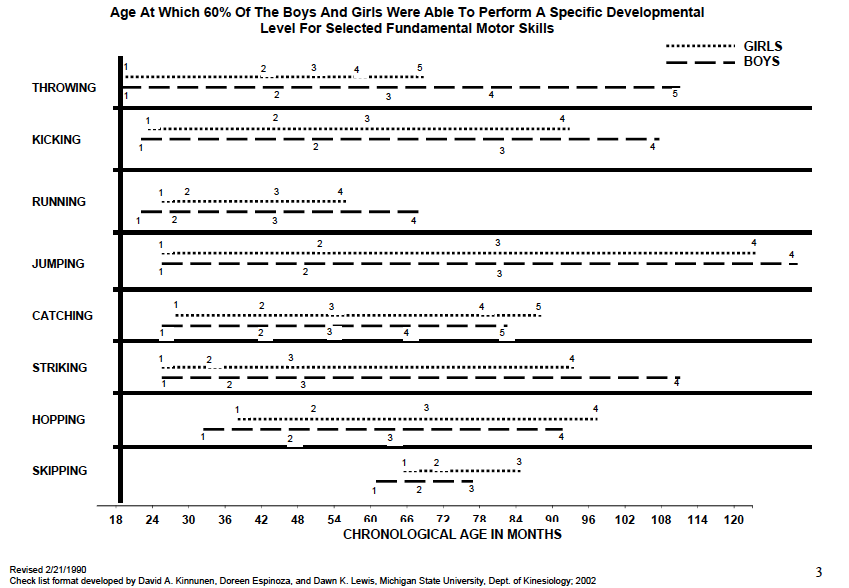 Age At Which 60% Of The Boys And Girls Were Able To Perform A Specific Developmental
Level For Selected Fundamental Motor Skills
GIRLS
BOYS
1 2 3 4 5
THROWING
1 2 3 4 5
1 2 3 4
KICKING
1 2 3 4
1 2 3 4
RUNNING
1 2 3 4
1 2 3 4
JUMPING
1 2 3 4
1 2 3 4 5
CATCHING
1 2 3 4 5
1 2 3 4
STRIKING
1 2 3 4
1 2 3 4
HOPPING
1 2 3 4
1 2 3
SKIPPING
1 2 3
18 24 30 36 42 48 54 60 66 72 78 84 90 96 102 108 114 120
CHRONOLOGICAL AGE IN MONTHS
Revised 2/21/1990
Check list format developed by David A. Kinnunen, Doreen Espinoza, and Dawn K. Lewis, Michigan State University, Dept. of Kinesiology; 2002
3